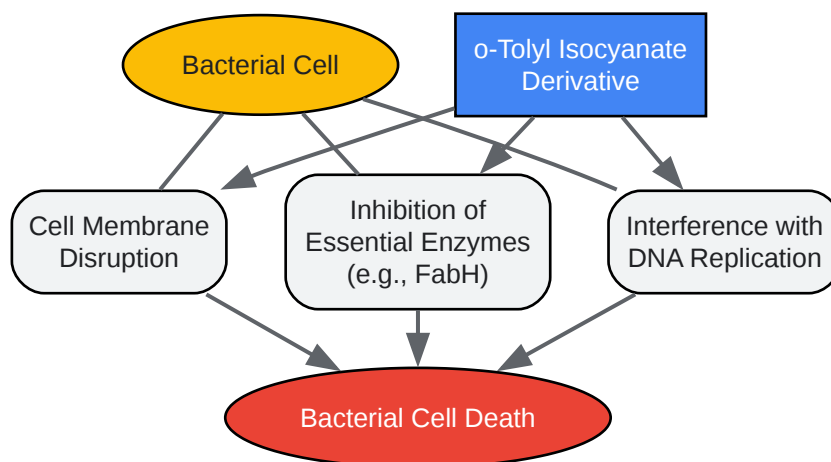 Bacterial Cell
o-Tolyl Isocyanate
Derivative
Cell Membrane
Disruption
Inhibition of
Essential Enzymes
(e.g., FabH)
Interference with
DNA Replication
Bacterial Cell Death